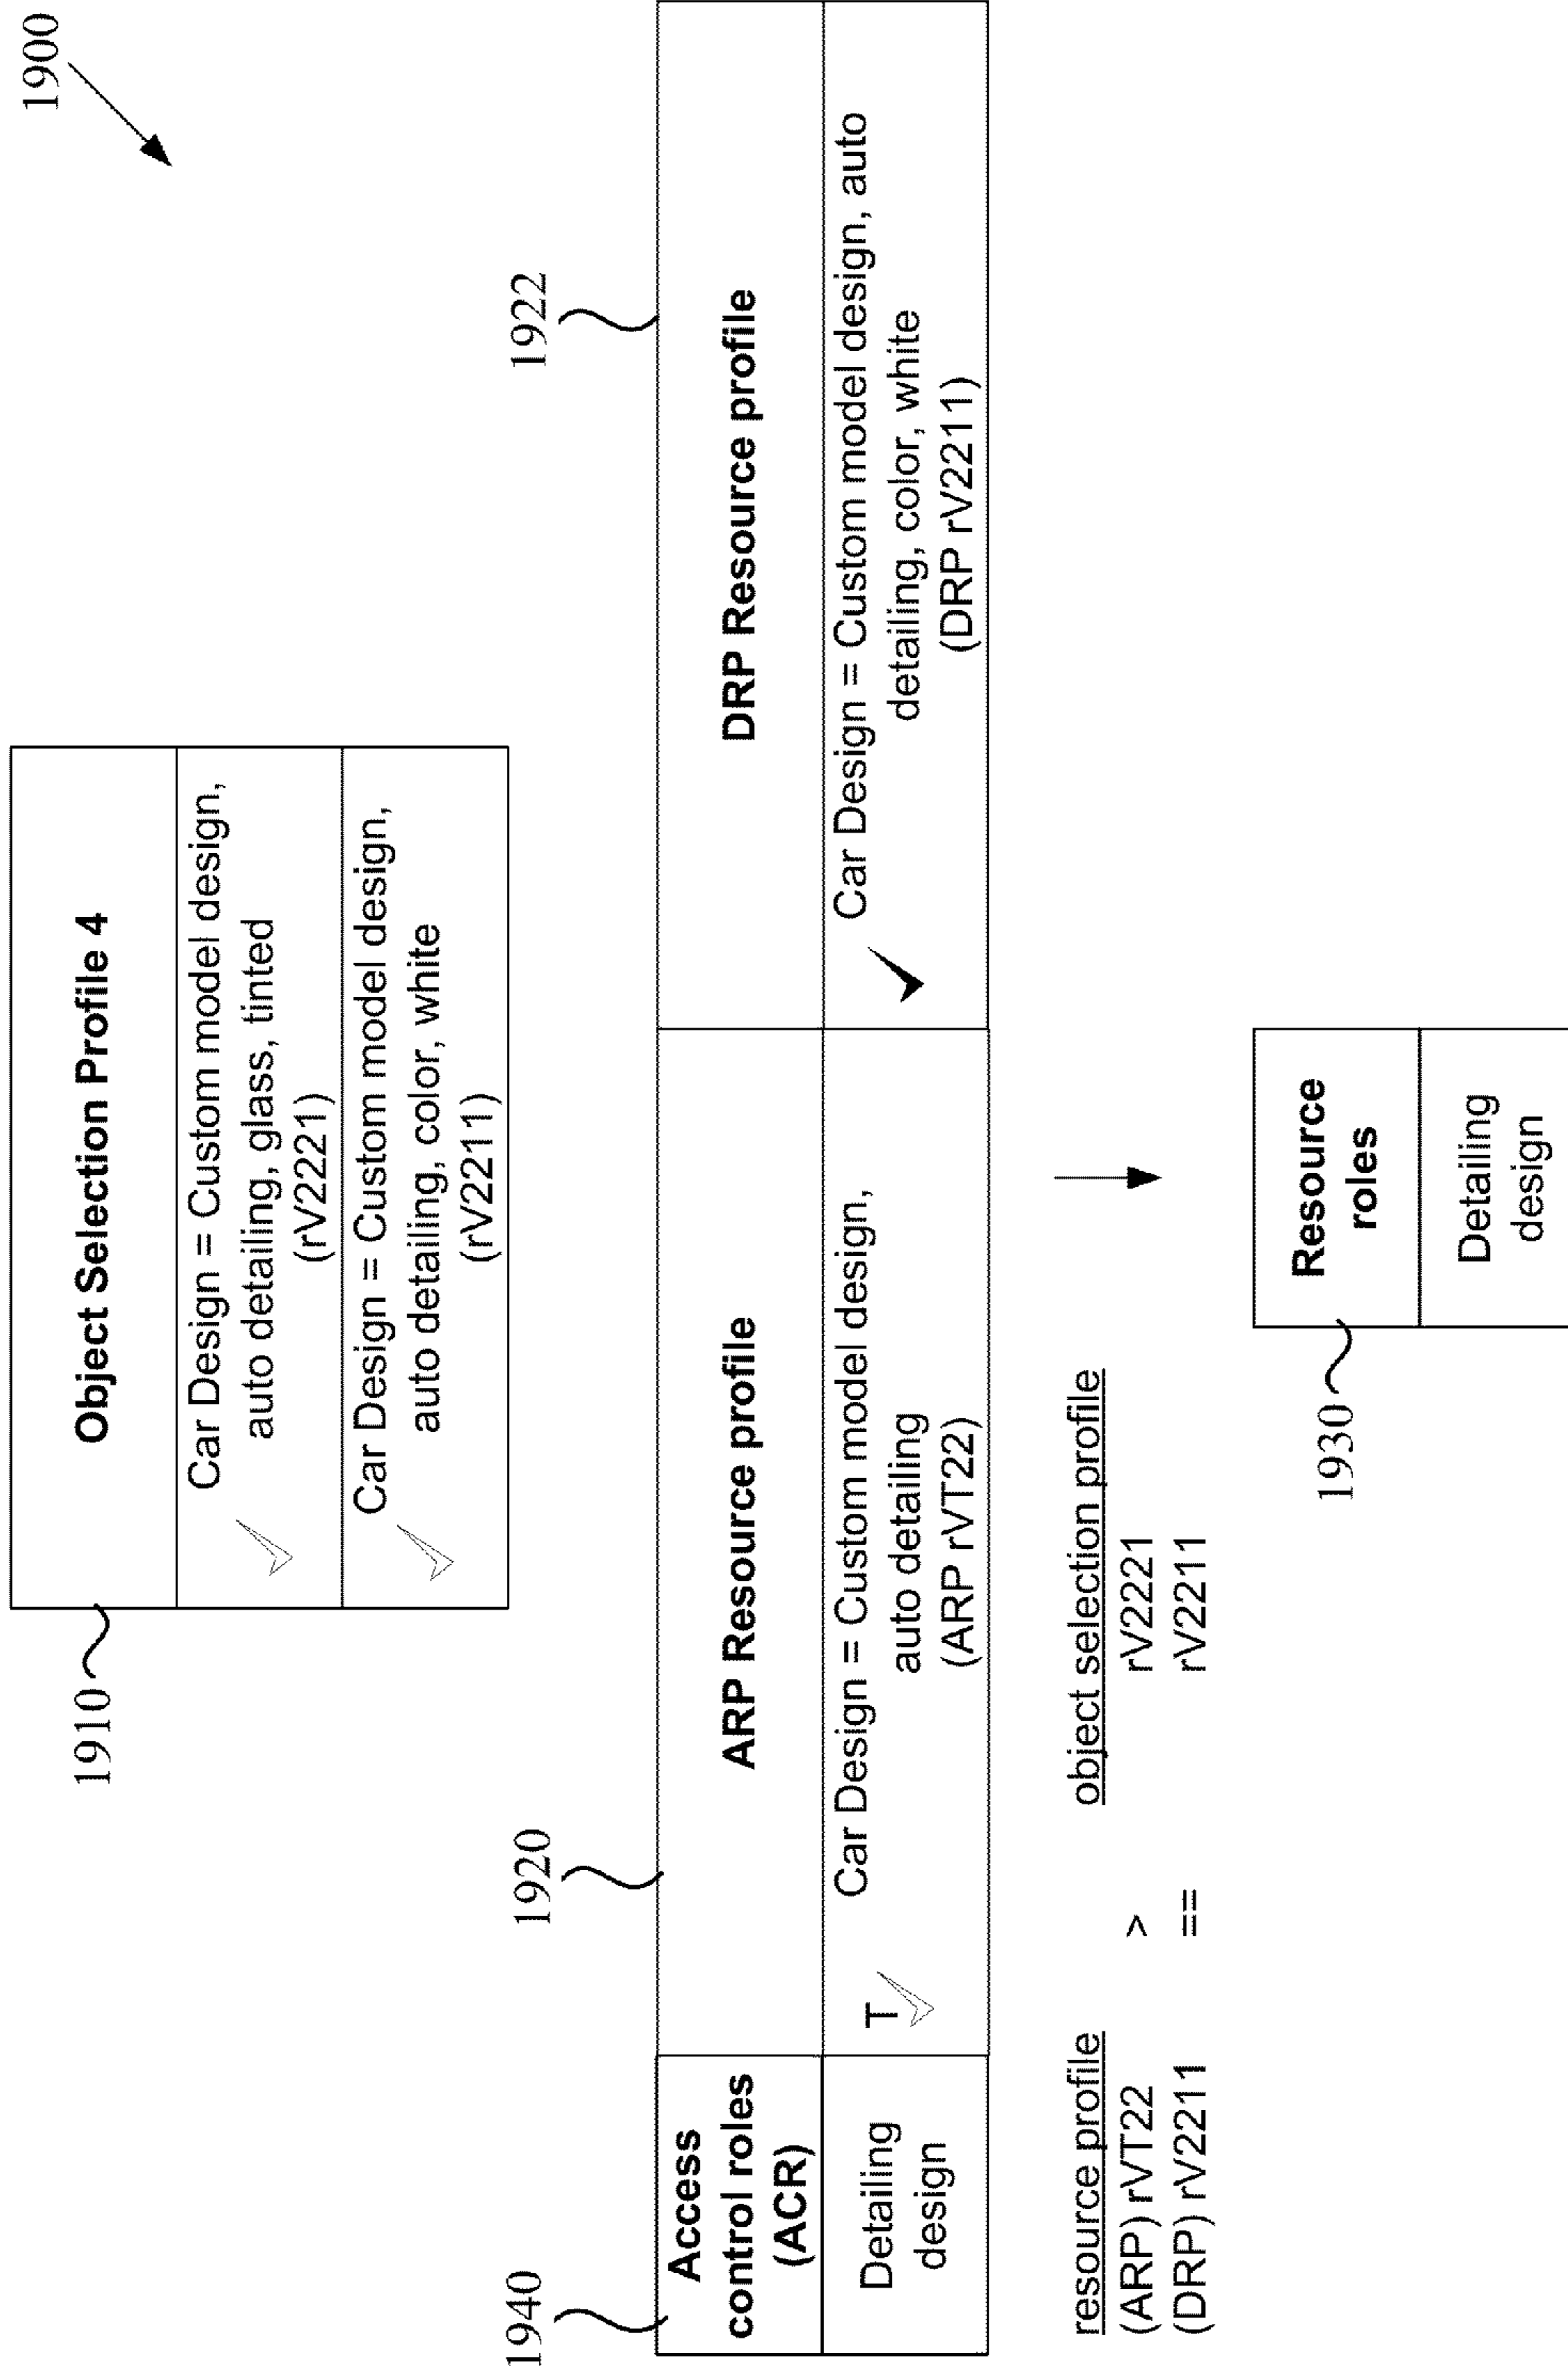 1900
1910
Object Selection Profile 4
Car Design = Custom model design,
auto detailing, glass, tinted
(rV2221)
Car Design = Custom model design,
auto detailing, color, white
(rV2211)
1940
1920
1922
Access
control roles
(ACR)
ARP Resource profile
DRP Resource profile
Detailing
design
T
Car Design = Custom model design,
auto detailing
(ARP rVT22)
Car Design = Custom model design, auto
detailing, color, white
(DRP rV2211)
resource profile object selection profile
(ARP) rVT22 > rV2221
(DRP) rV2211 == rV2211
1930
Resource
roles
Detailing
design